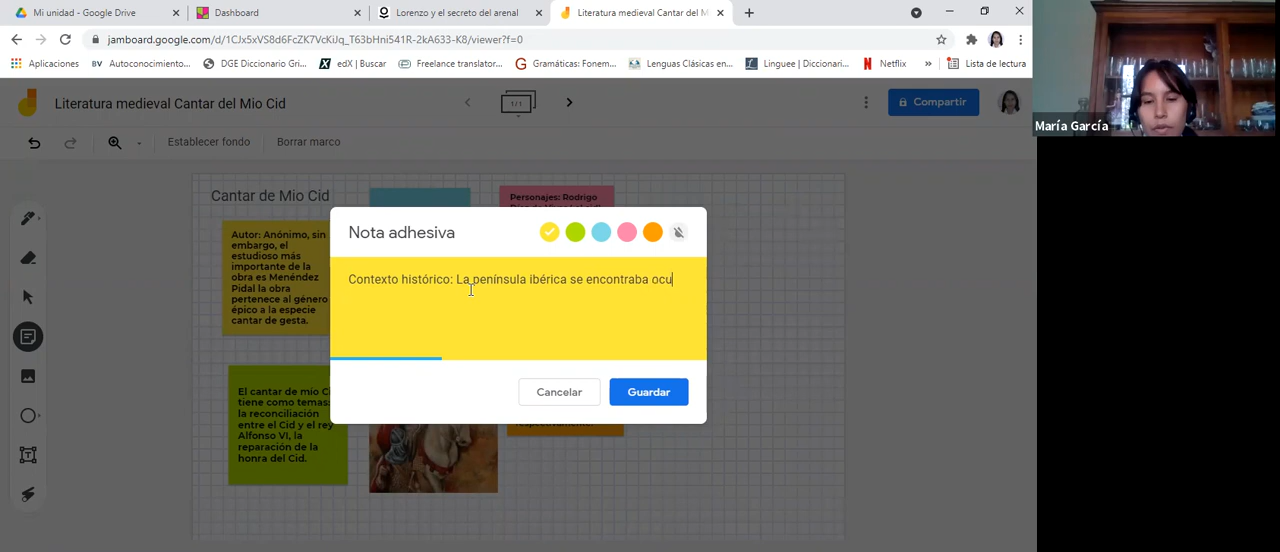 Mi unidad - Google Drive
Dashboard
Lorenzo y el secreto del arenal
Literatura medieval Cantar del M
jamboard.google.com/d/1CJx5xVS8d6FcZK7VcKiJq_T63bHni541R-2kA633-K8/viewer?f=0
Aplicaciones
BV Autoconocimiento...
DGE Diccionario Gri...
edX | Buscar
Freelance translator...
G Gramáticas: Fonem...
Lenguas Clásicas en...
Linguee | Diccionari...
Netflix
»
Lista de lectura
Literatura medieval Cantar del Mio Cid
1/1
Compartir
María García
Establecer fondo
Borrar marco
Cantar de Mio Cid
Personajes: Rodrigo
Autor: Anónimo, sin
embargo, el
estudioso más
importante de la
obra es Menéndez
Pidal la obra
pertenece al género
épico a la especie
cantar de gesta.
Nota adhesiva
Contexto histórico: La península ibérica se encontraba ocu
Cancelar
Guardar
El cantar de mío C
tiene como temas:
la reconciliación
entre el Cid y el rey
Alfonso VI, la
reparación de la
honra del Cid.
respectivamente.